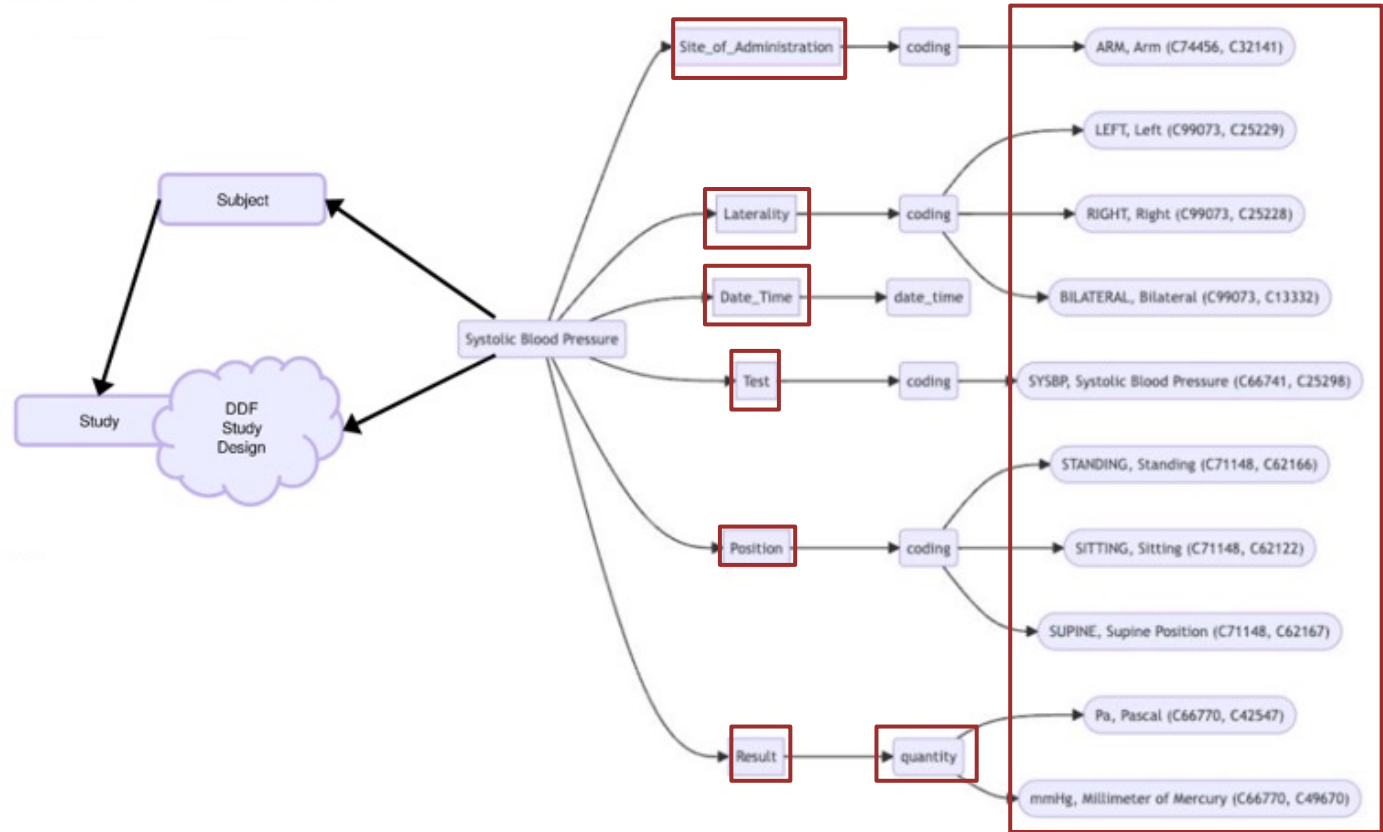 Site_of_Administration
coding
ARM, Arm (C74456, C32141)
LEFT, Left (C99073, C25229)
Subject
Laterality
coding
RIGHT, Right (C99073, C25228)
Date_Time
date_time
BILATERAL, Bilateral (C99073, C13332)
Systolic Blood Pressure
Test
coding
SYSBP, Systolic Blood Pressure (C66741, C25298)
Study
DDF
Study
Design
STANDING, Standing (C71148, C62166)
Position
coding
SITTING, Sitting (C71148, C62122)
SUPINE, Supine Position (C71148, C62167)
Pa, Pascal (C66770, C42547)
Result
quantity
mmHg, Millimeter of Mercury (C66770, C49670)